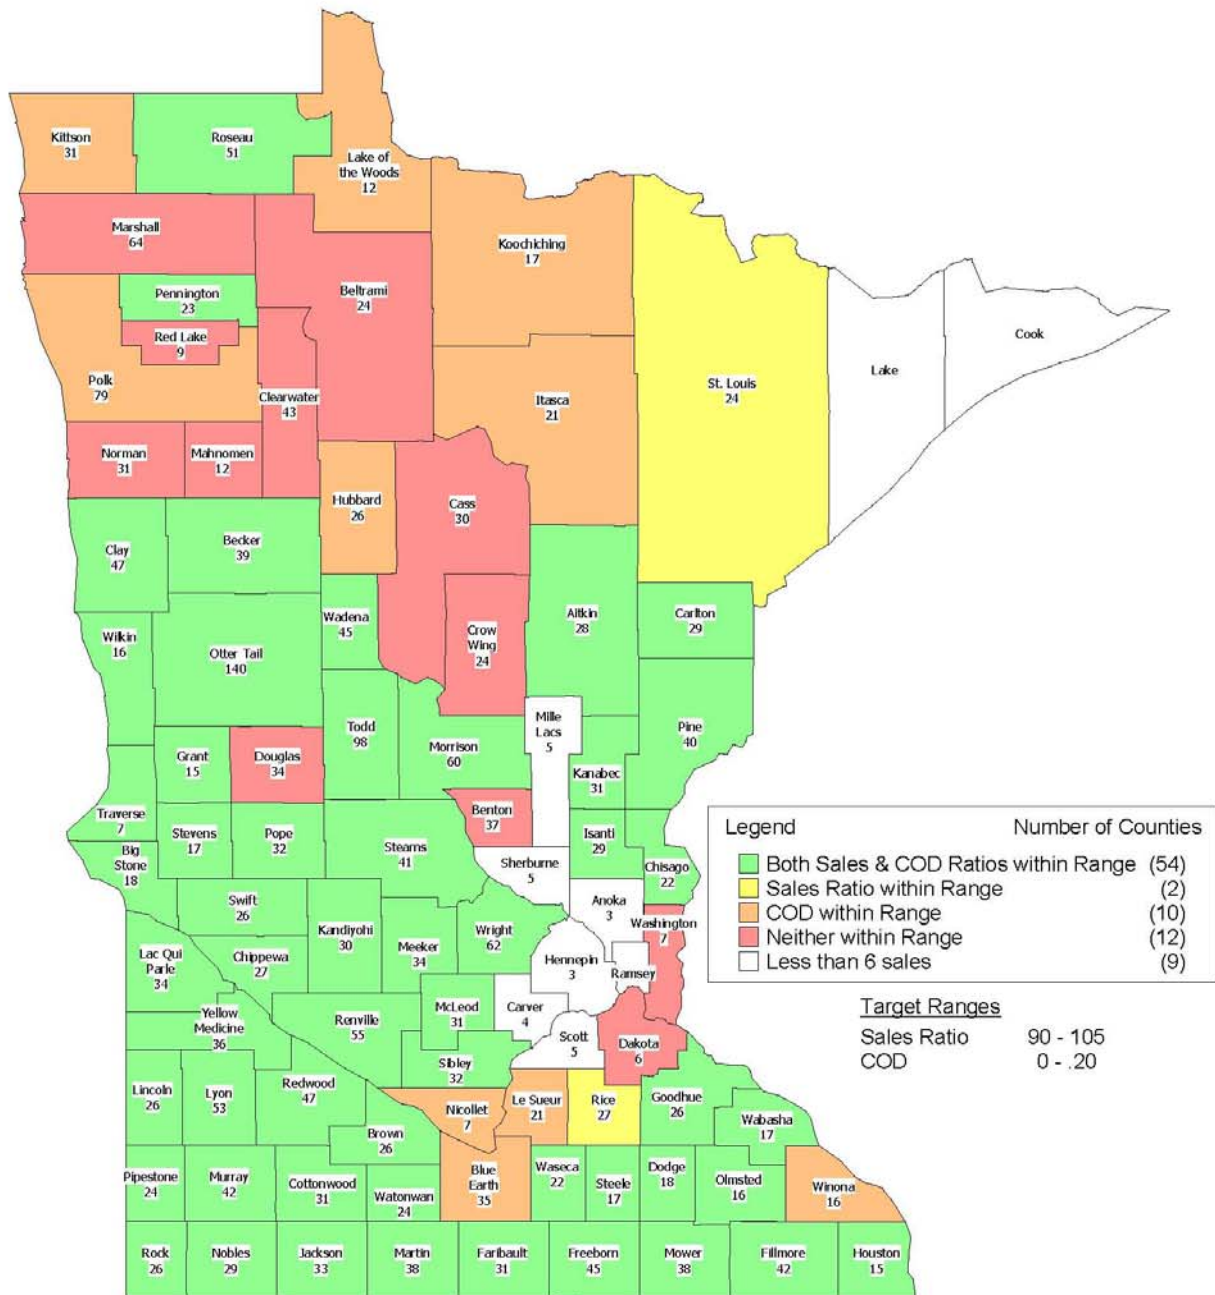 Kittson
31
Roseau
51
Lake of
the Woods
12
Marshall
64
Koochiching
17
Pennington
23
Beltrami
24
Red Lake
9
Cook
Lake
St. Louis
24
Polk
79
Clearwater
43
Itasca
21
Norman
31
Mahnomen
12
Hubbard
26
Cass
30
Clay
47
Becker
39
Wadena
45
Aitkin
28
Carlton
29
Wilkin
16
Otter Tail
140
Crow
Wing
24
Mille
Lacs
5
Todd
98
Morrison
60
Pine
40
Grant
15
Douglas
34
Kanabec
31
Traverse
7
Stevens
17
Pope
32
Stearns
41
Benton
37
Isanti
29
Big
Stone
18
Sherburne
5
Chisago
22
Swift
26
Kandiyohi
30
Meeker
34
Wright
62
Anoka
3
Washington
7
Lac Qui
Parle
34
Chippewa
27
Hennepin
3
Ramsey
Yellow
Medicine
36
Renville
55
McLeod
31
Carver
4
Scott
5
Dakota
6
Sibley
32
Lincoln
26
Lyon
53
Redwood
47
Nicollet
7
Le Sueur
21
Rice
27
Goodhue
26
Wabasha
17
Brown
26
Pipestone
24
Murray
42
Cottonwood
31
Watonwan
24
Blue
Earth
35
Waseca
22
Steele
17
Dodge
18
Olmsted
16
Winona
16
Rock
26
Nobles
29
Jackson
33
Martin
38
Faribault
31
Freeborn
45
Mower
38
Fillmore
42
Houston
15
Legend Number of Counties
Both Sales & COD Ratios within Range (54)
Sales Ratio within Range (2)
COD within Range (10)
Neither within Range (12)
Less than 6 sales (9)
Target Ranges
Sales Ratio 90 - 105
COD 0 - .20